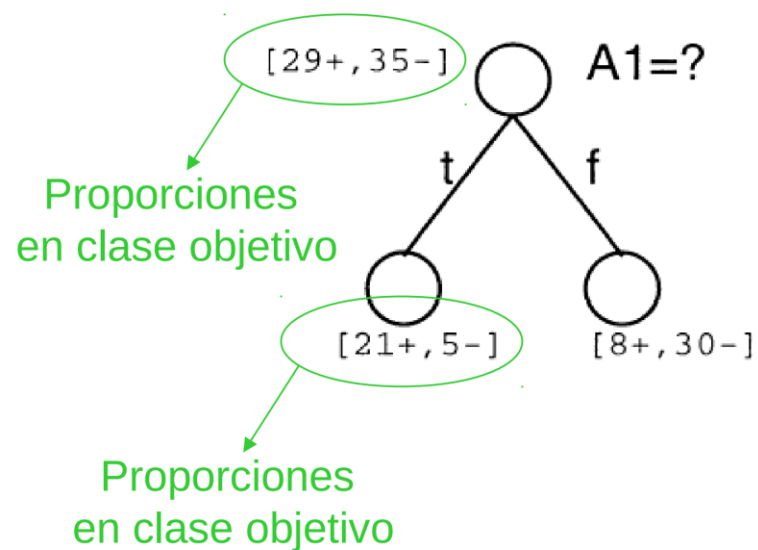 [29+,35-]
A1=?
t
f
Proporciones
en clase objetivo
[21+,5-]
[8+,30-]
Proporciones
en clase objetivo